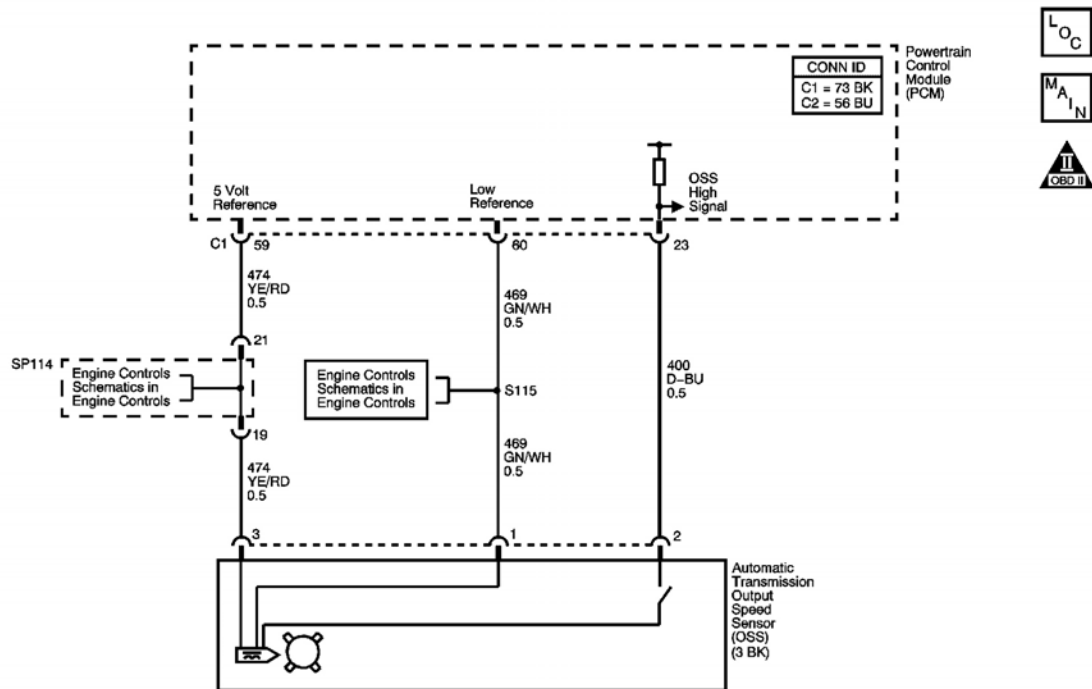 Powertrain
Control
Module
(PCM)
CONN ID
C1 = 73 BK
C2 = 56 BU
LOC
MAIN
II
OBD II
5 Volt
Reference
Low
Reference
OSS
High
Signal
C1
59
60
23
474
YE/RD
0.5
469
GN/WH
0.5
21
SP114
Engine Controls
Schematics in
Engine Controls
Engine Controls
Schematics in
Engine Controls
S115
400
D-BU
0.5
19
474
YE/RD
0.5
469
GN/WH
0.5
3
1
2
Automatic
Transmission
Output
Speed
Sensor
(OSS)
(3 BK)